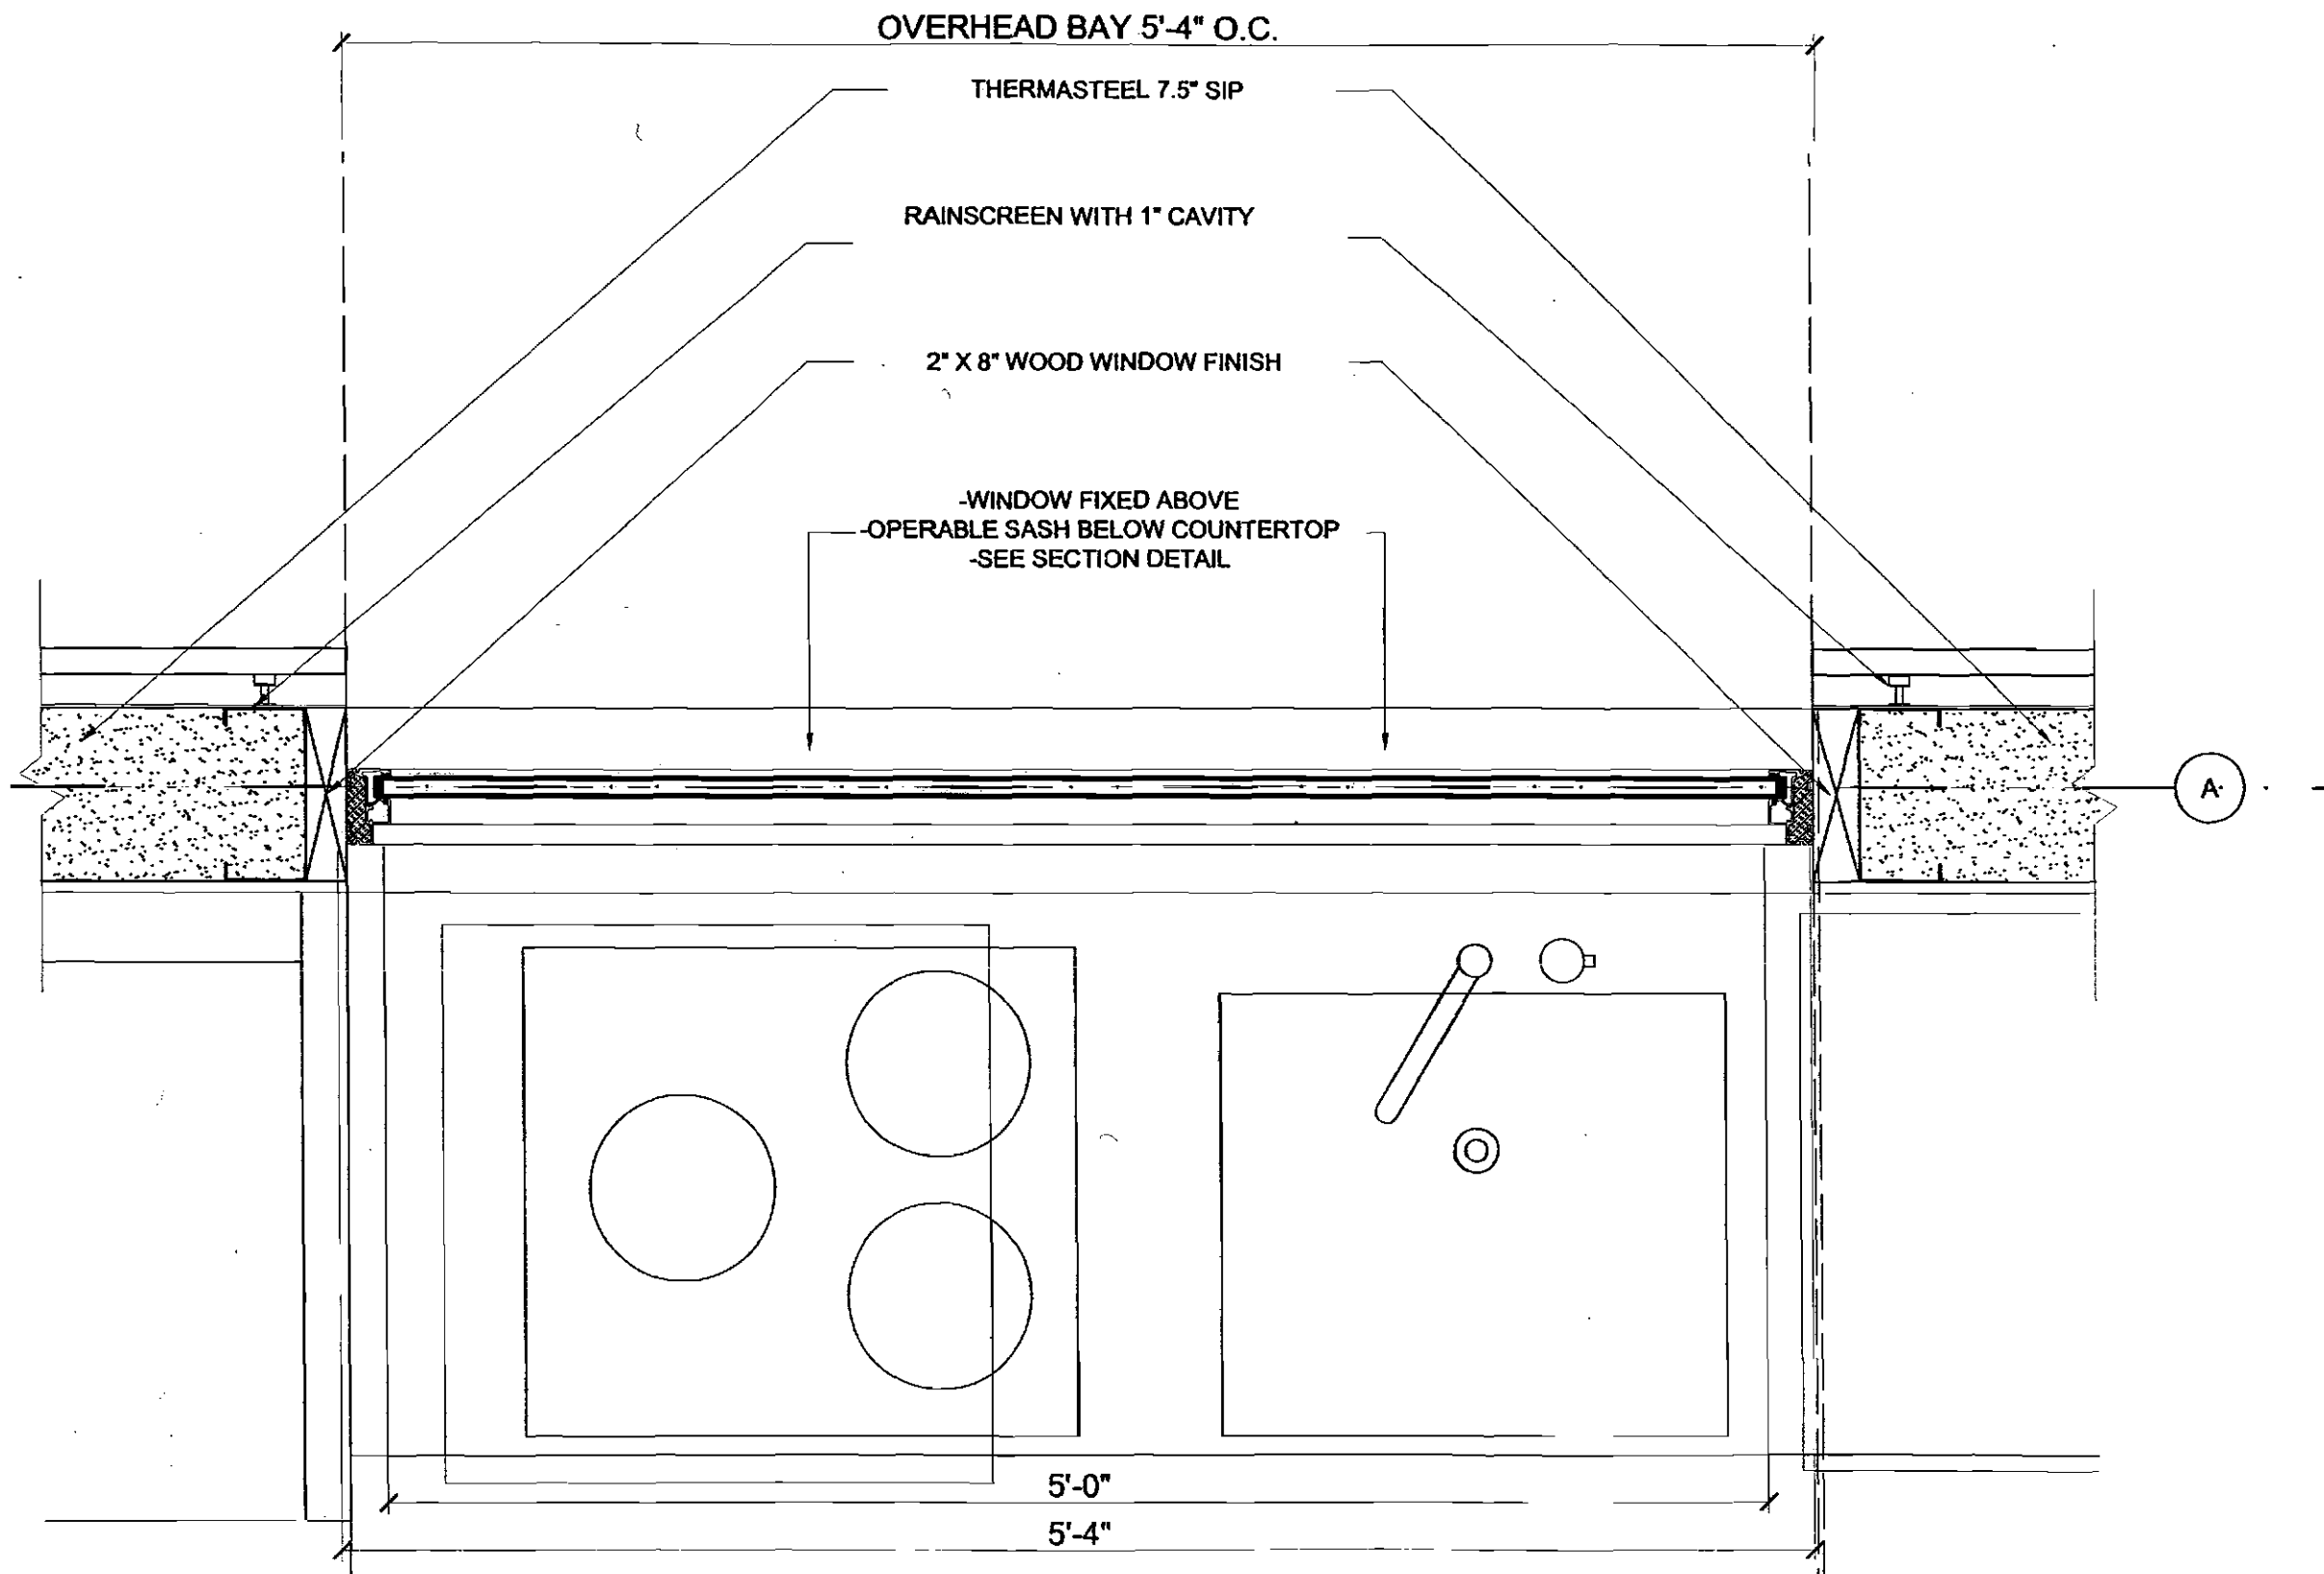 OVERHEAD BAY 5'-4" O.C.
THERMASTEEL 7.5" SIP
RAINSCREEN WITH 1" CAVITY
2" X 8" WOOD WINDOW FINISH
-WINDOW FIXED ABOVE
-OPERABLE SASH BELOW COUNTERTOP
-SEE SECTION DETAIL
A
5'-0"
5'-4"